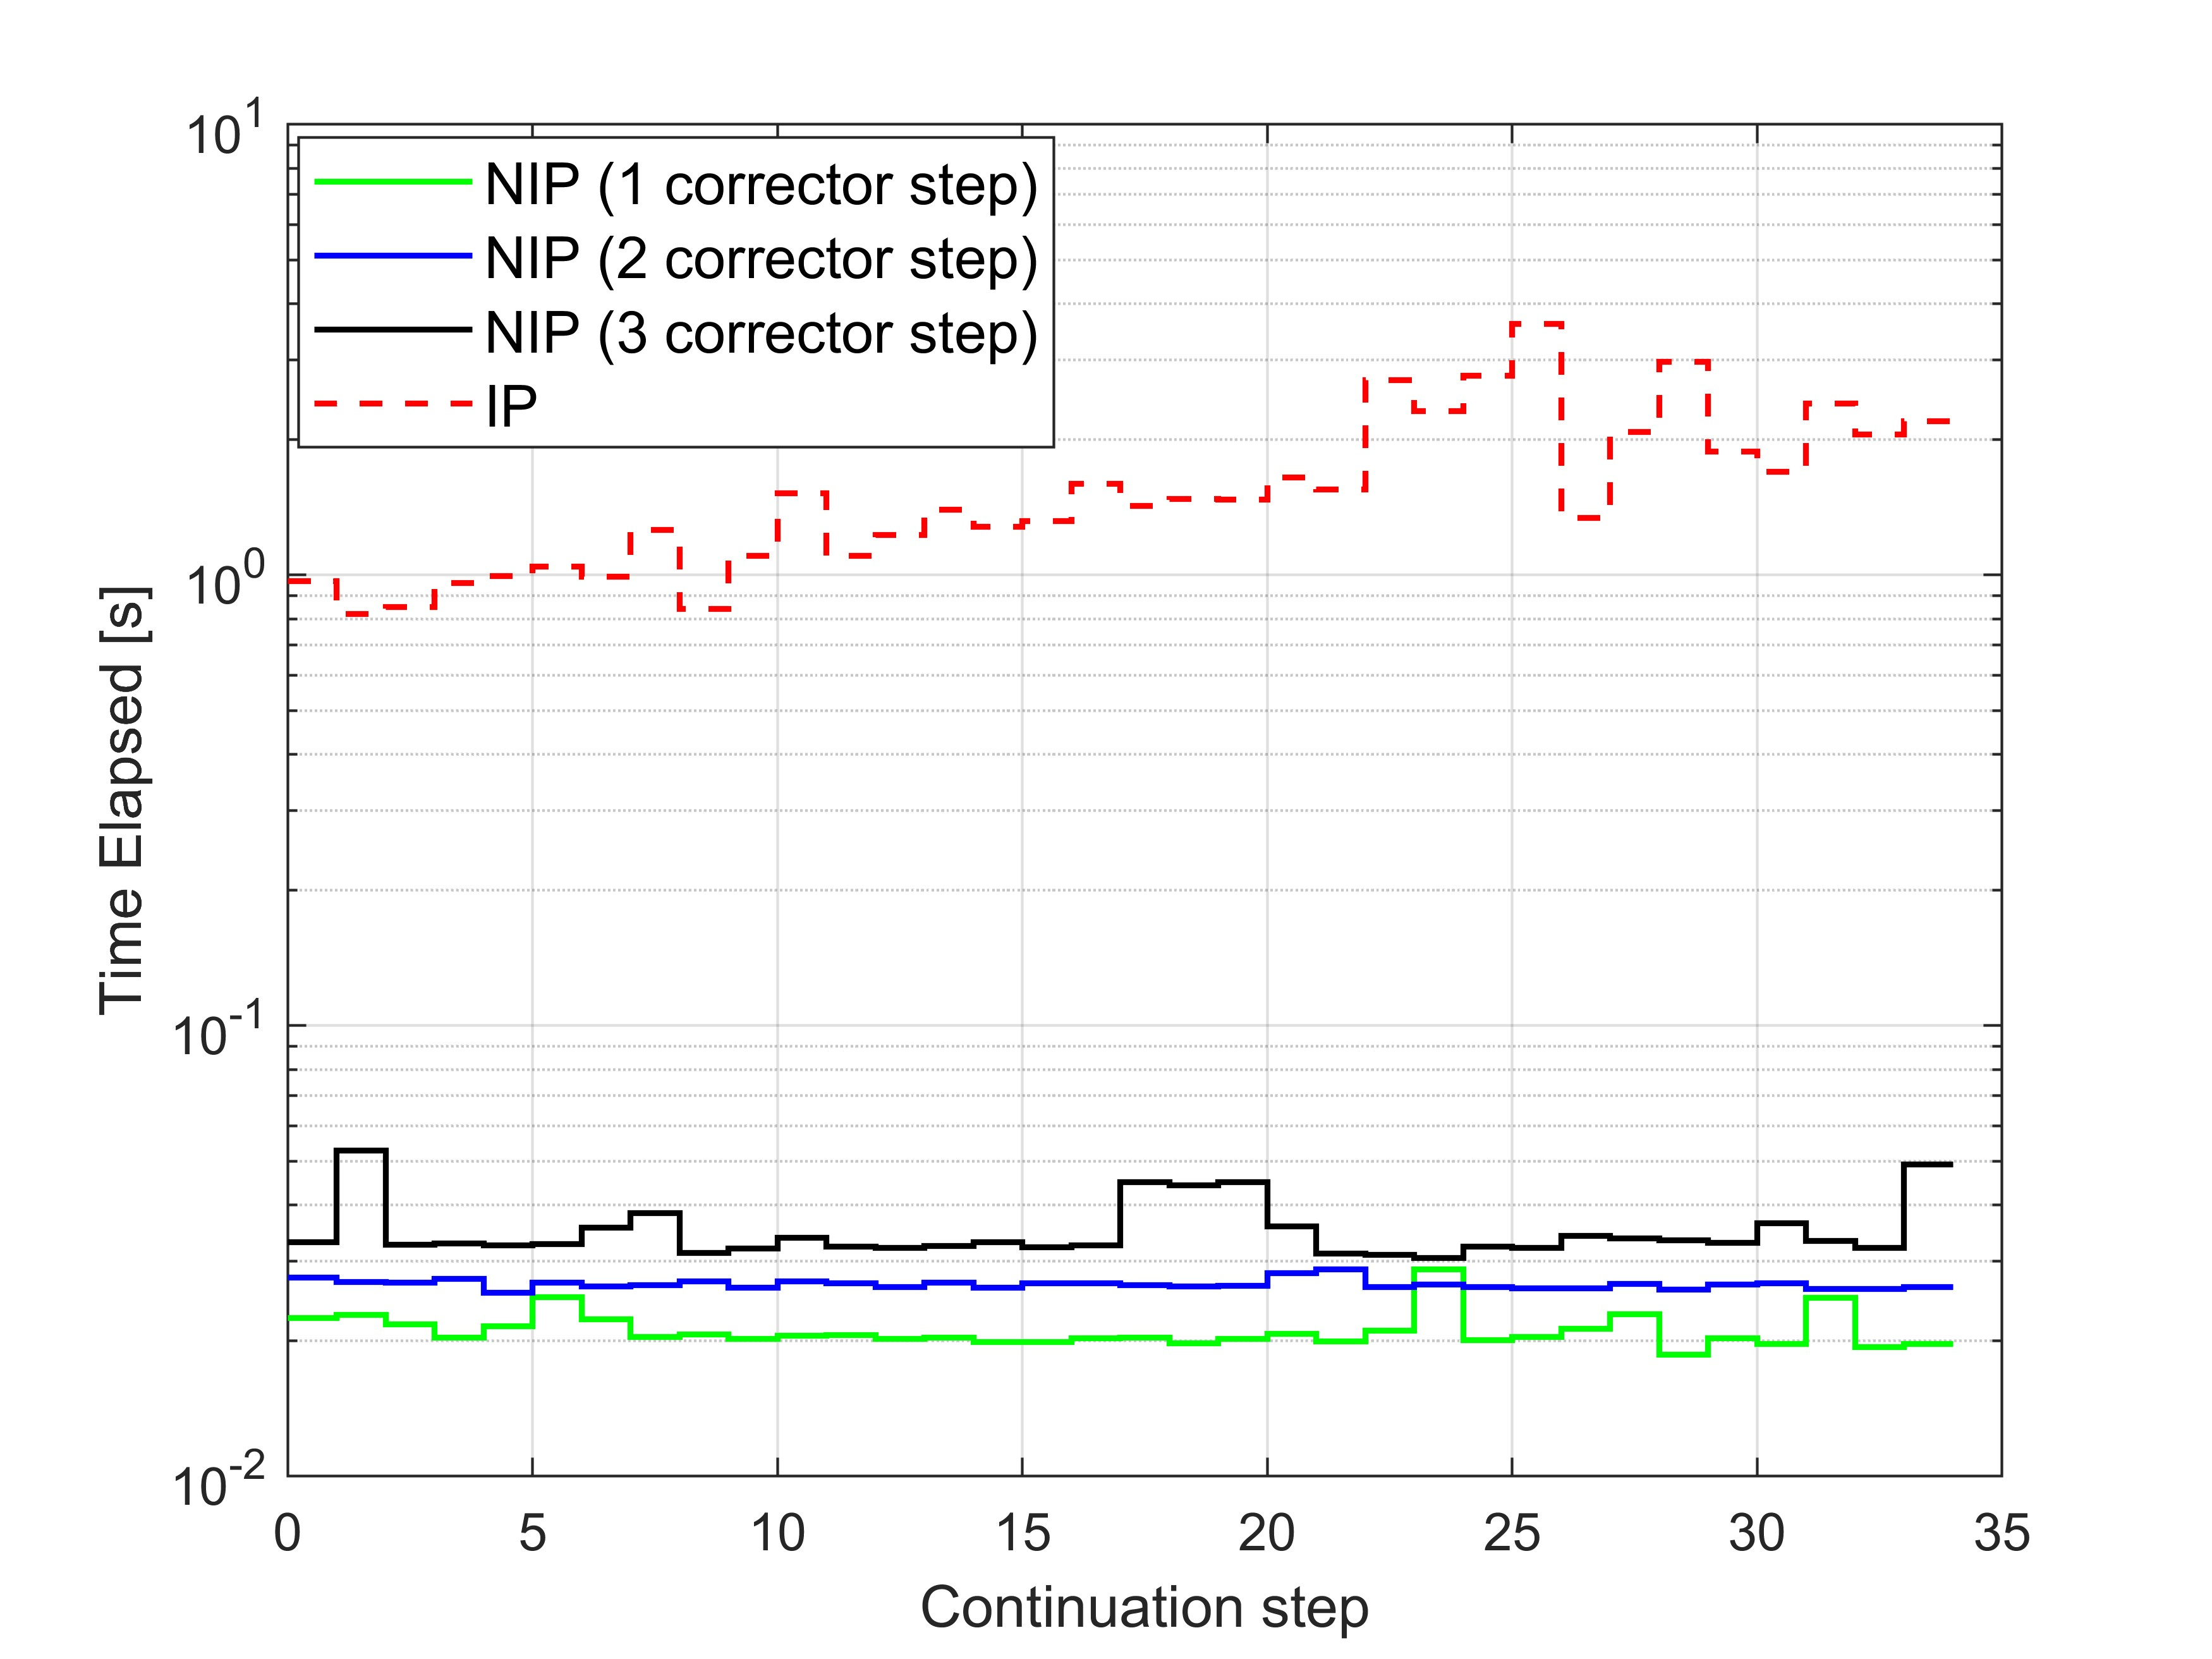 NIP (1 corrector step)
NIP (2 corrector step)
NIP (3 corrector step)
IP
Time Elapsed [s]
10^1
10^0
10^-1
10^-2
0 5 10 15 20 25 30 35
Continuation step